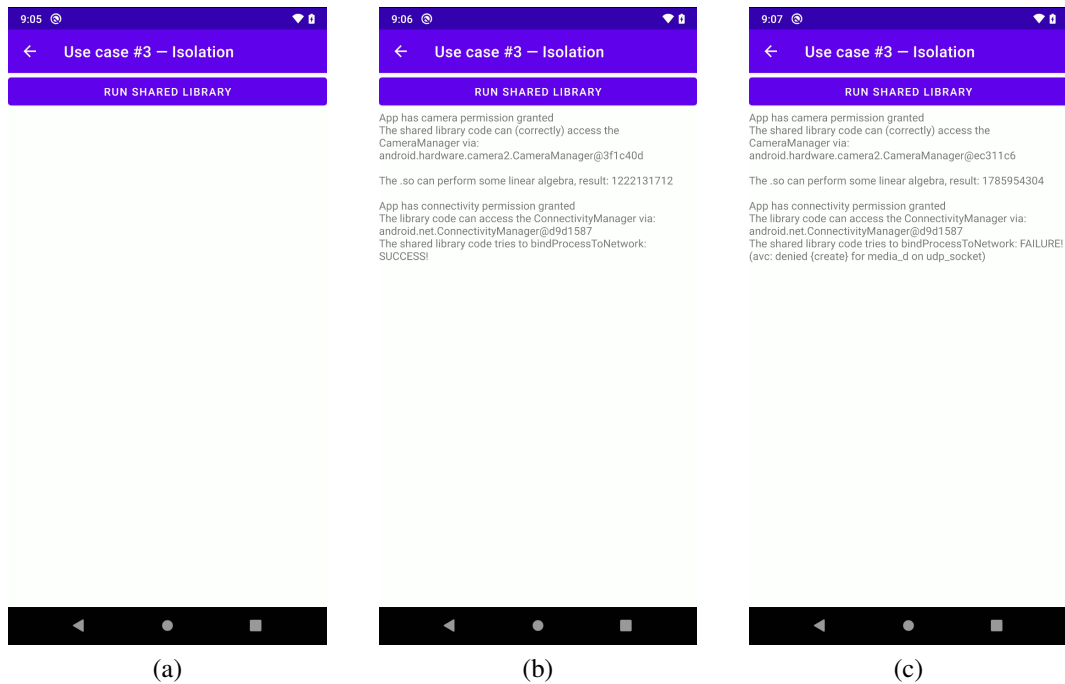 9:05
Use case #3 — Isolation
RUN SHARED LIBRARY
(a)
9:06
Use case #3 — Isolation
RUN SHARED LIBRARY
App has camera permission granted
The shared library code can (correctly) access the
CameraManager via:
android.hardware.camera2.CameraManager@3f1c40d
The .so can perform some linear algebra, result: 1222131712
App has connectivity permission granted
The library code can access the ConnectivityManager via:
android.net.ConnectivityManager@d9d1587
The shared library code tries to bindProcessToNetwork:
SUCCESS!
(b)
9:07
Use case #3 — Isolation
RUN SHARED LIBRARY
App has camera permission granted
The shared library code can (correctly) access the
CameraManager via:
android.hardware.camera2.CameraManager@ec311c6
The .so can perform some linear algebra, result: 1785954304
App has connectivity permission granted
The library code can access the ConnectivityManager via:
android.net.ConnectivityManager@d9d1587
The shared library code tries to bindProcessToNetwork: FAILURE!
(avc: denied {create} for media_d on udp_socket)
(c)